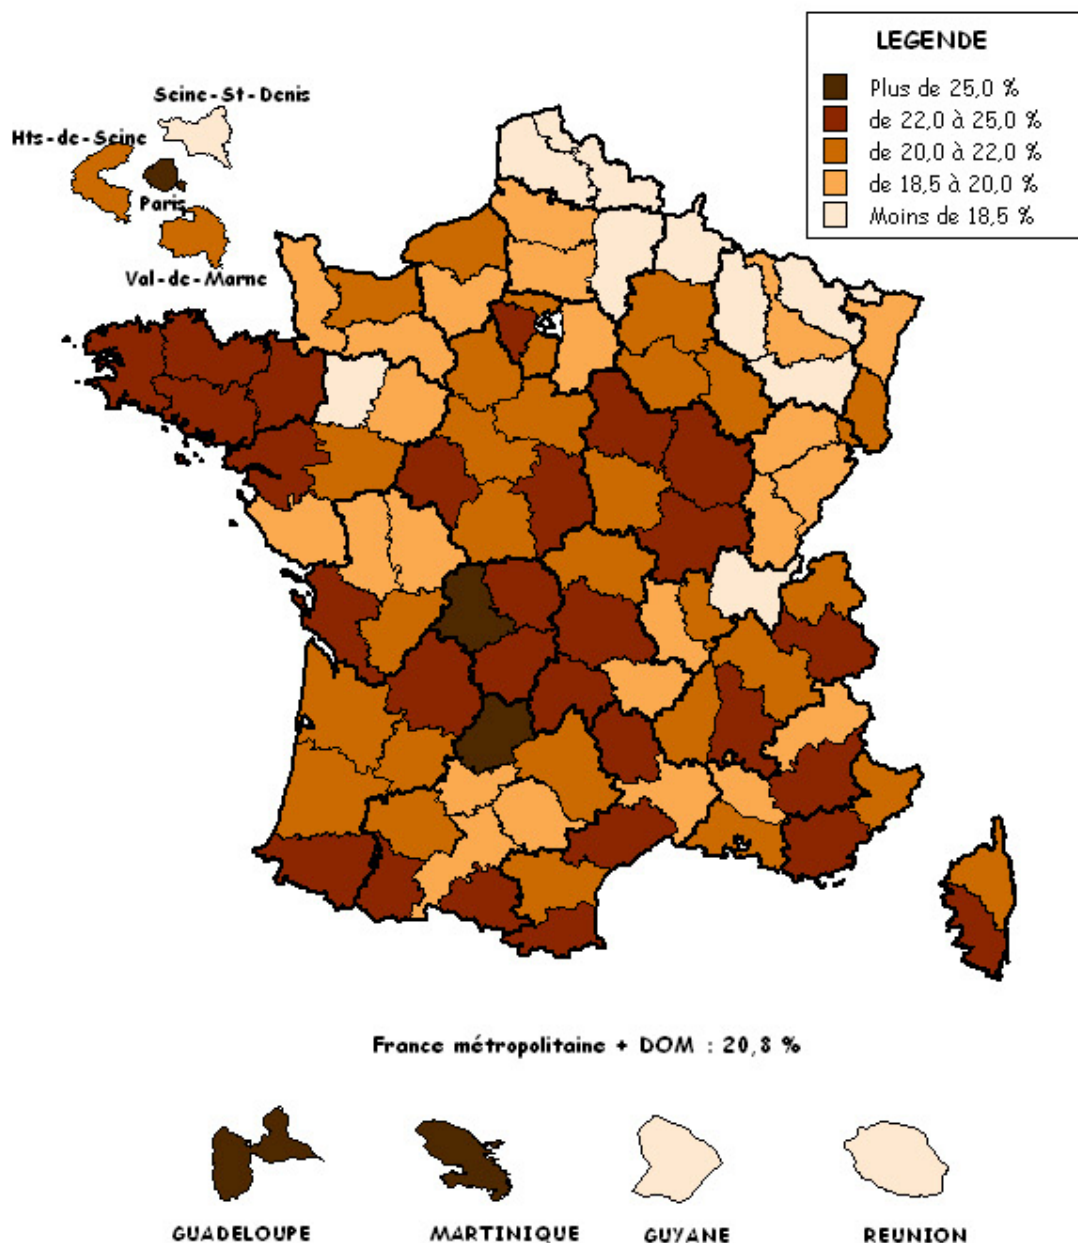 LEGENDE
Plus de 25,0 %
de 22,0 à 25,0 %
de 20,0 à 22,0 %
de 18,5 à 20,0 %
Moins de 18,5 %
Seine-St-Denis
Hts-de-Seine
Paris
Val-de-Marne
France métropolitaine + DOM : 20,8 %
GUADELOUPE
MARTINIQUE
GUYANE
REUNION